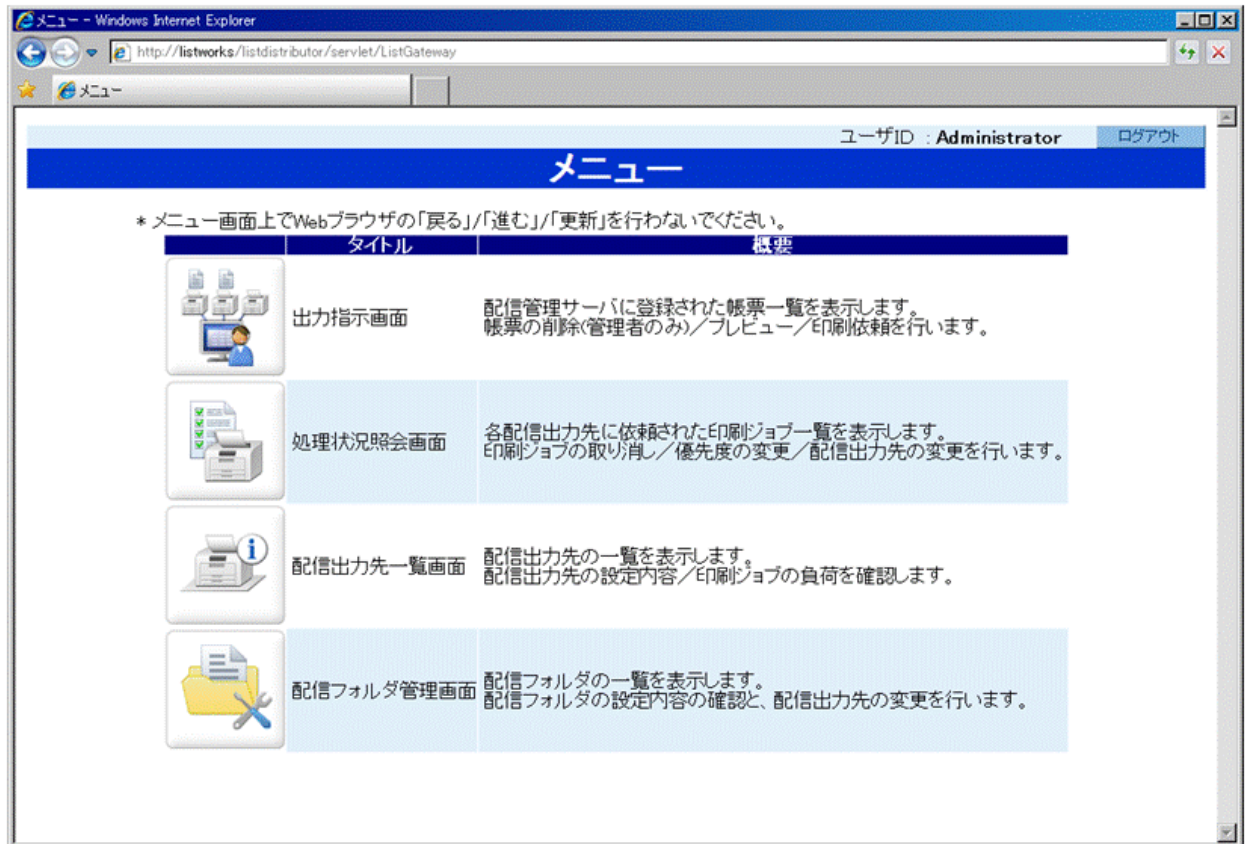 メニュー - Windows Internet Explorer
http://listworks/listdistributor/servlet/ListGateway
メニュー
ユーザID : Administrator ログアウト
メニュー
* メニュー画面上でWebブラウザの「戻る」/「進む」/「更新」を行わないでください。
タイトル 概要
出力指示画面
配信管理サーバに登録された帳票一覧を表示します。
帳票の削除(管理者のみ)／プレビュー／印刷依頼を行います。
処理状況照会画面
各配信出力先に依頼された印刷ジョブ一覧を表示します。
印刷ジョブの取り消し／優先度の変更／配信出力先の変更を行います。
配信出力先一覧画面
配信出力先の一覧を表示します。
配信出力先の設定内容／印刷ジョブの負荷を確認します。
配信フォルダ管理画面
配信フォルダの一覧を表示します。
配信フォルダの設定内容の確認と、配信出力先の変更を行います。